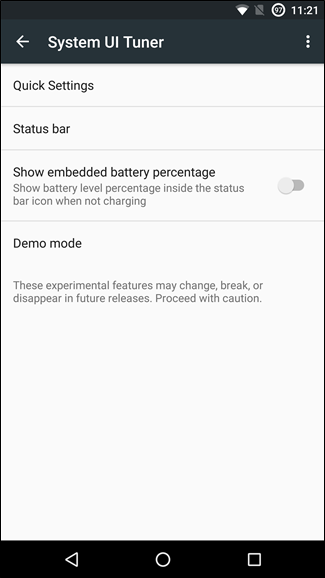 97 11:21
System UI Tuner
Quick Settings
Status bar
Show embedded battery percentage
Show battery level percentage inside the status
bar icon when not charging
Demo mode
These experimental features may change, break, or
disappear in future releases. Proceed with caution.